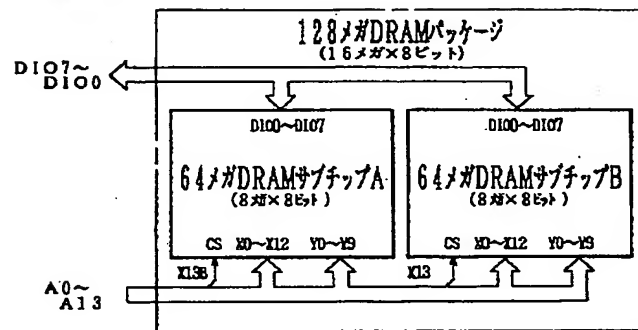 128メガDRAMパッケージ
(16メガ×8ビット)
DIO7~
DIO0
DIO0~DIO7
DIO0~DIO7
64メガDRAMサブチップA
(8メガ×8ビット)
64メガDRAMサブチップB
(8メガ×8ビット)
CS X0~X12 Y0~Y9
CS X0~X12 Y0~Y9
X13B
X13
A0~
A13